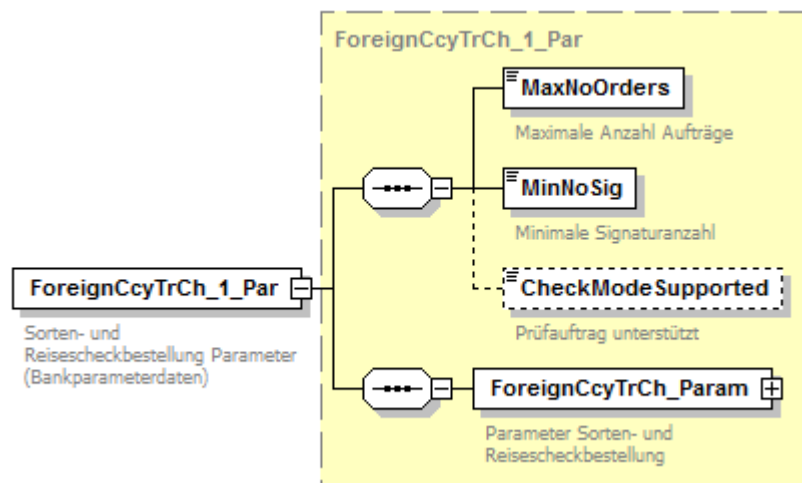 ForeignCcyTrCh_1_Par
MaxNoOrders
Maximale Anzahl Aufträge
MinNoSig
Minimale Signaturanzahl
CheckModeSupported
Prüfauftrag unterstützt
ForeignCcyTrCh_1_Par
Sorten- und
Reisescheckbestellung Parameter
(Bankparameterdaten)
ForeignCcyTrCh_Param
Parameter Sorten- und
Reisescheckbestellung